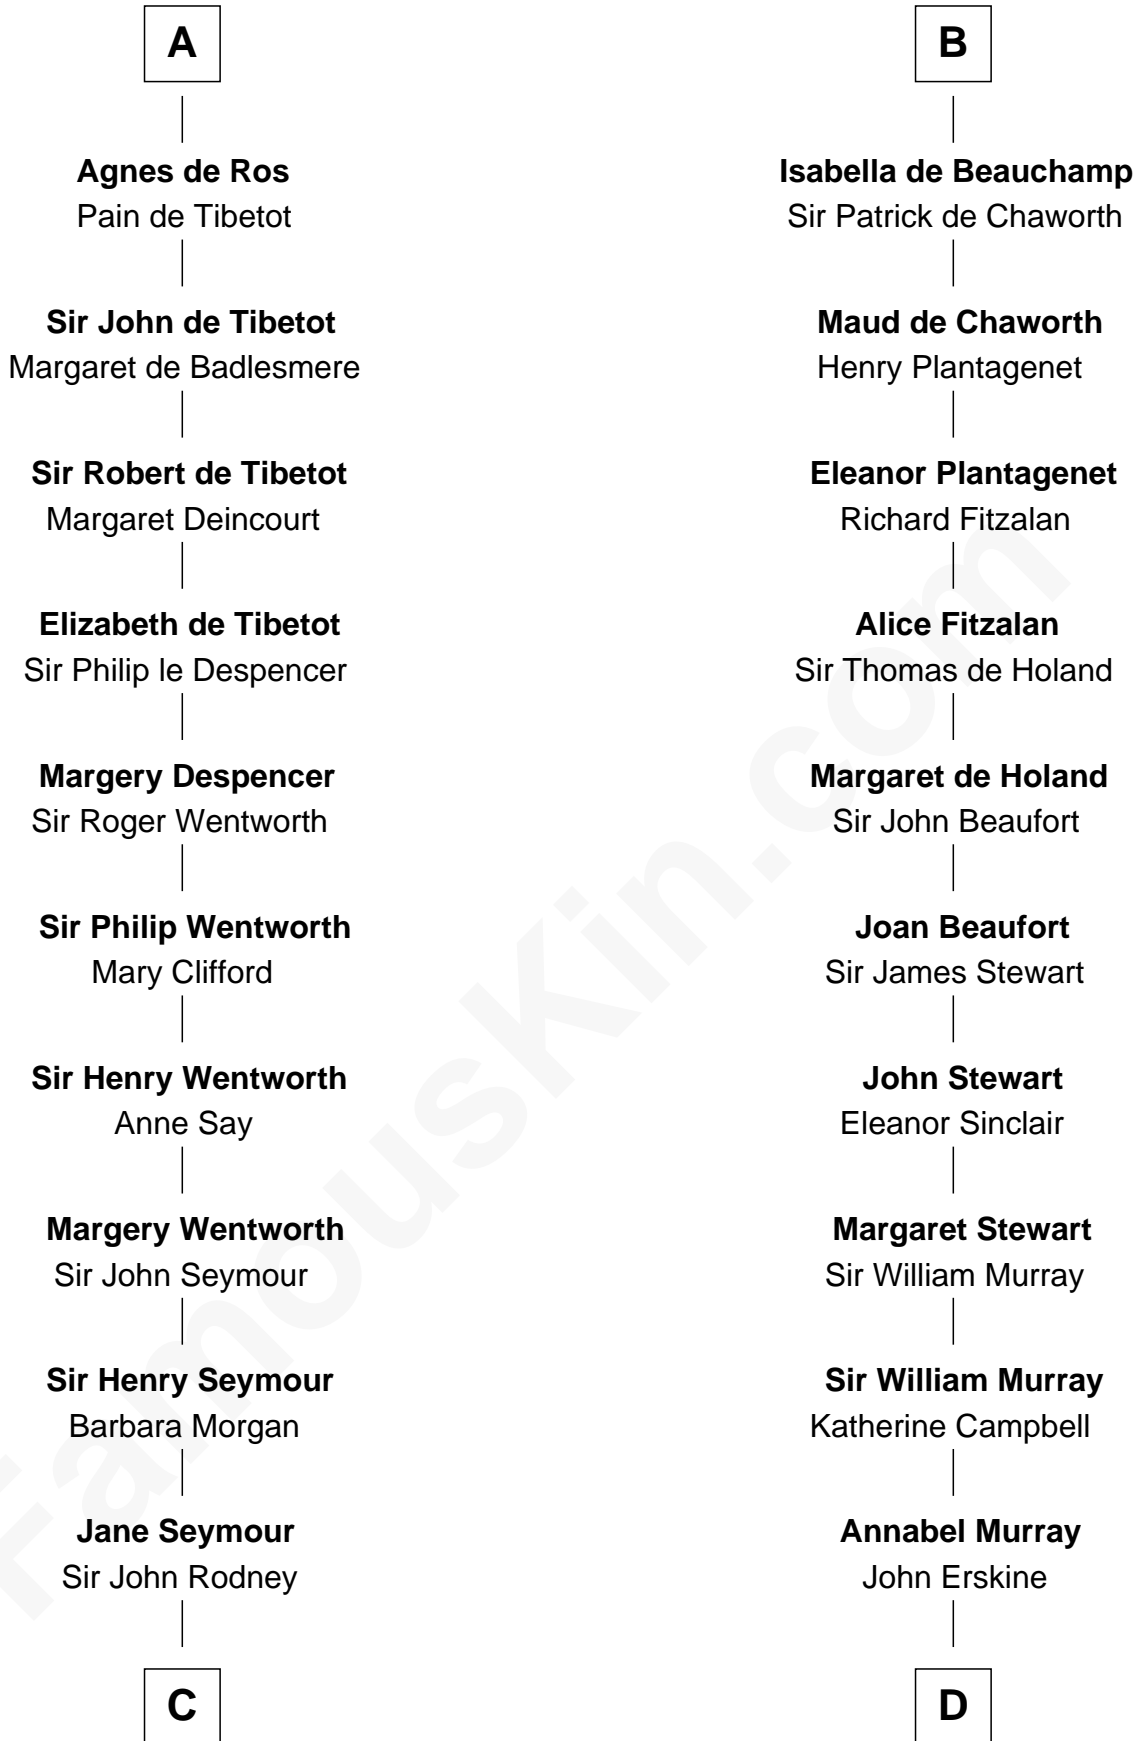 A
Agnes de Ros
Pain de Tibetot
Sir John de Tibetot
Margaret de Badlesmere
Sir Robert de Tibetot
Margaret Deincourt
Elizabeth de Tibetot
Sir Philip le Despencer
Margery Despencer
Sir Roger Wentworth
Sir Philip Wentworth
Mary Clifford
Sir Henry Wentworth
Anne Say
Margery Wentworth
Sir John Seymour
Sir Henry Seymour
Barbara Morgan
Jane Seymour
Sir John Rodney
C
B
Isabella de Beauchamp
Sir Patrick de Chaworth
Maud de Chaworth
Henry Plantagenet
Eleanor Plantagenet
Richard Fitzalan
Alice Fitzalan
Sir Thomas de Holand
Margaret de Holand
Sir John Beaufort
Joan Beaufort
Sir James Stewart
John Stewart
Eleanor Sinclair
Margaret Stewart
Sir William Murray
Sir William Murray
Katherine Campbell
Annabel Murray
John Erskine
D
FamousKin.com